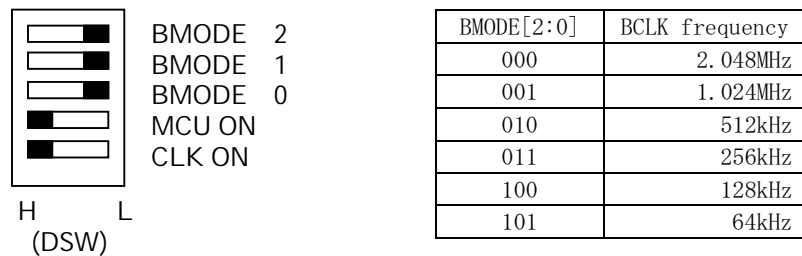 BMODE 2
BMODE 1
BMODE 0
MCU ON
CLK ON
H L
(DSW)
BMODE[2:0] BCLK frequency
000 2.048MHz
001 1.024MHz
010 512kHz
011 256kHz
100 128kHz
101 64kHz